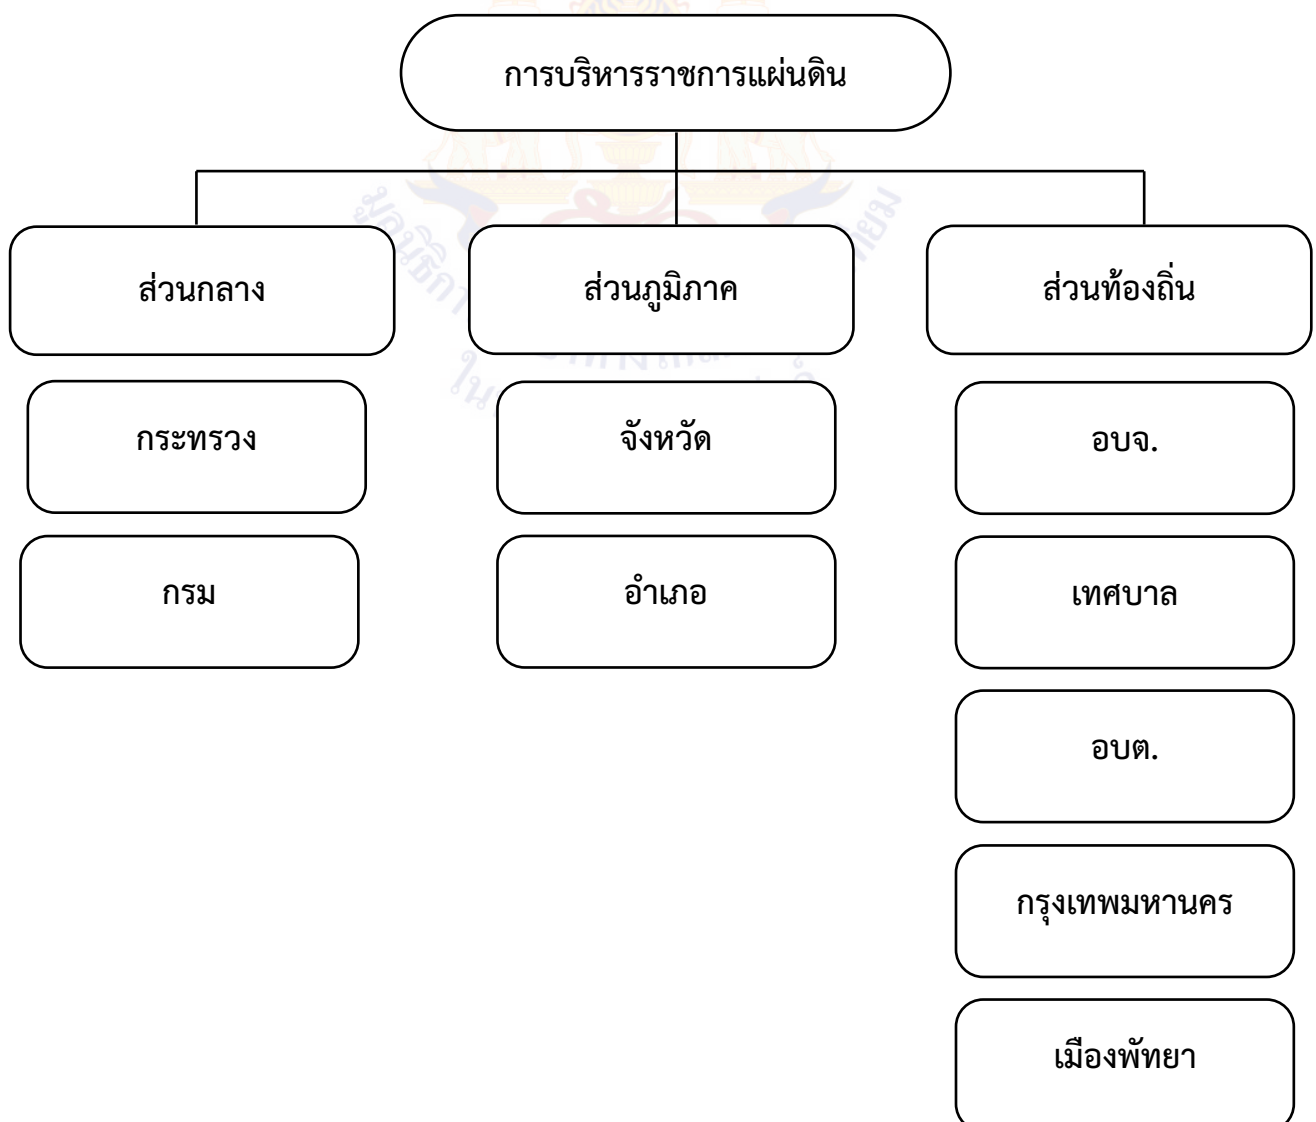 การบริหารราชการแผ่นดิน
ส่วนกลาง
ส่วนภูมิภาค
ส่วนท้องถิ่น
กระทรวง
จังหวัด
อบจ.
กรม
อำเภอ
เทศบาล
อบต.
กรุงเทพมหานคร
เมืองพัทยา